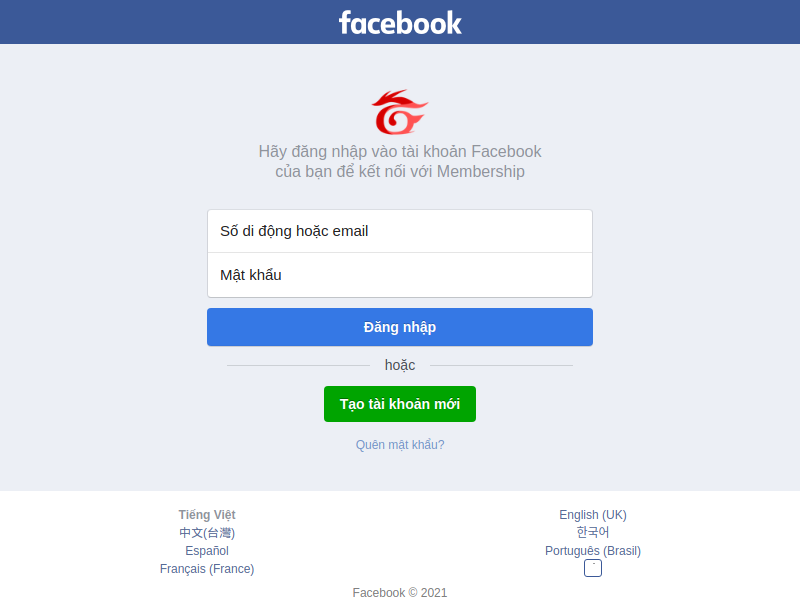 facebook
Hãy đăng nhập vào tài khoản Facebook
của bạn để kết nối với Membership
Số di động hoặc email
Mật khẩu
Đăng nhập
hoặc
Tạo tài khoản mới
Quên mật khẩu?
Tiếng Việt
中文(台灣)
Español
Français (France)
English (UK)
한국어
Português (Brasil)
Facebook © 2021